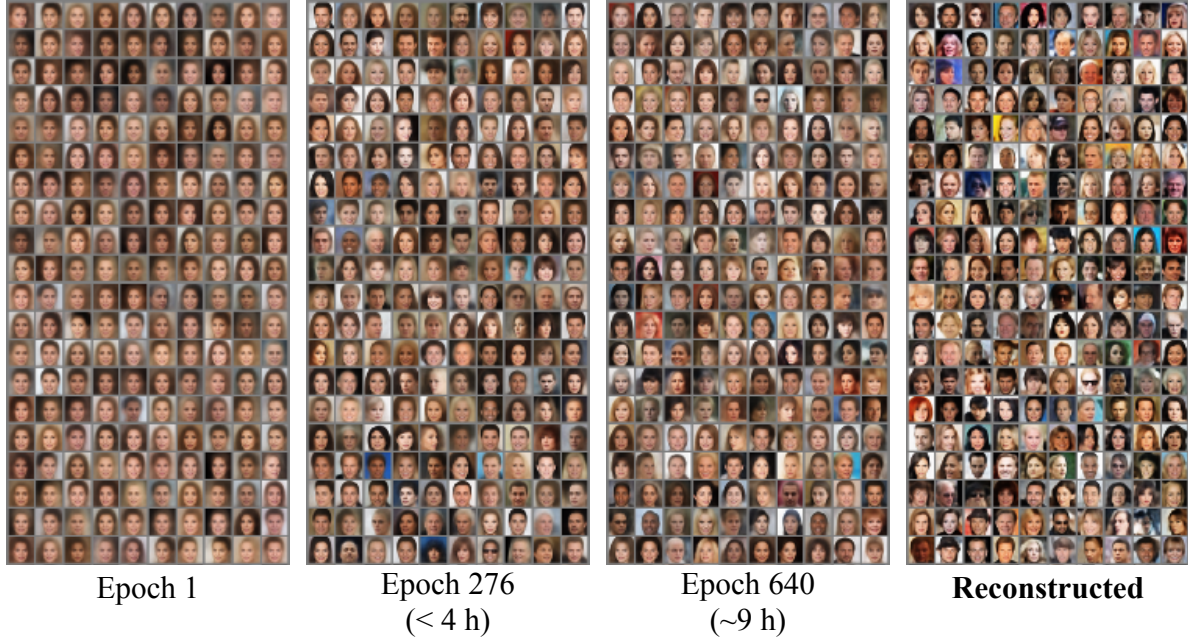 Epoch 1
Epoch 276
(< 4 h)
Epoch 640
(~9 h)
Reconstructed